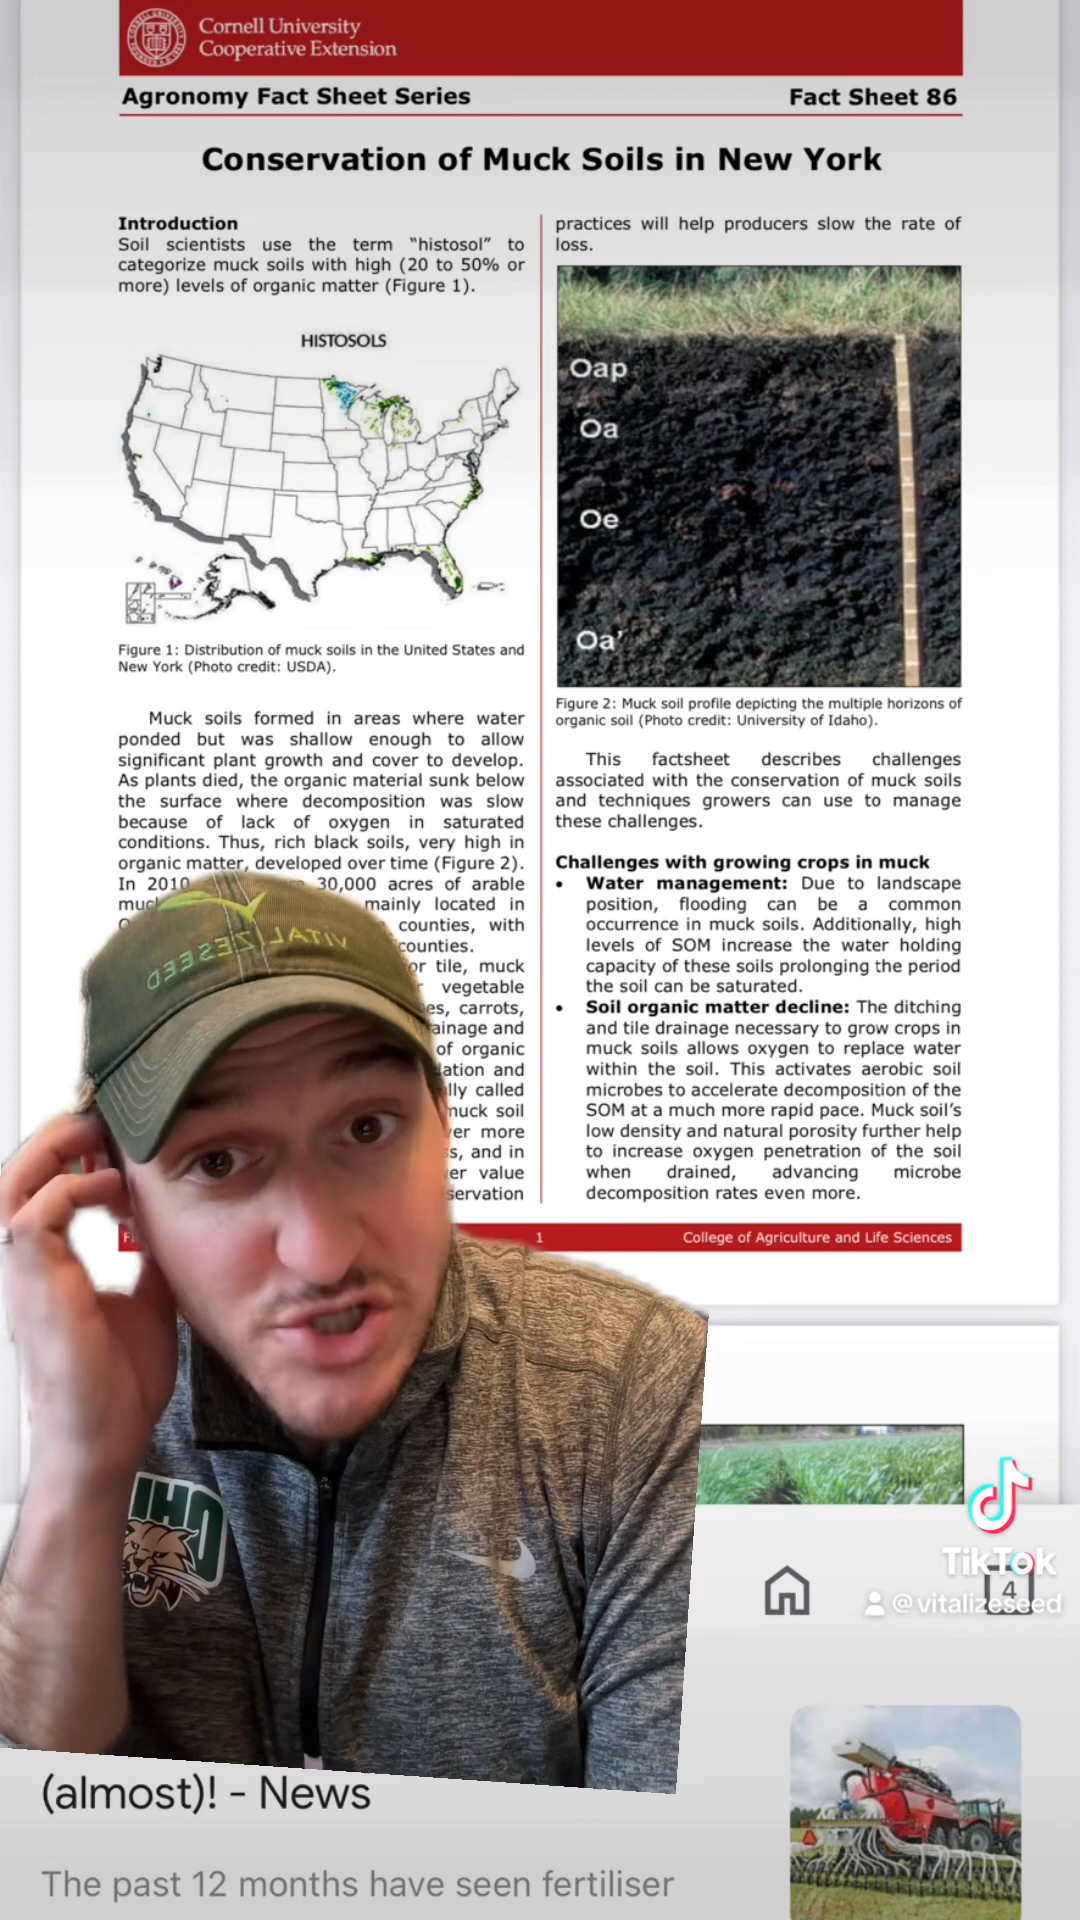 Cornell University
Cooperative Extension
Agronomy Fact Sheet Series
Fact Sheet 86
Conservation of Muck Soils in New York
Introduction
Soil scientists use the term “histosol” to
categorize muck soils with high (20 to 50% or
more) levels of organic matter (Figure 1).
HISTOSOLS
Figure 1: Distribution of muck soils in the United States and
New York (Photo credit: USDA).
Muck soils formed in areas where water
ponded but was shallow enough to allow
significant plant growth and cover to develop.
As plants died, the organic material sunk below
the surface where decomposition was slow
because of lack of oxygen in saturated
conditions. Thus, rich black soils, very high in
organic matter, developed over time (Figure 2).
In 2010 30,000 acres of arable
mainly located in
counties, with
counties.
or tile, muck
vegetable
carrots,
and
of organic
and
called
muck soil
more
and in
value
practices will help producers slow the rate of
loss.
Oap
Oa
Oe
Oa'
Figure 2: Muck soil profile depicting the multiple horizons of
organic soil (Photo credit: University of Idaho).
This factsheet describes challenges
associated with the conservation of muck soils
and techniques growers can use to manage
these challenges.
Challenges with growing crops in muck
• Water management: Due to landscape
position, flooding can be a common
occurrence in muck soils. Additionally, high
levels of SOM increase the water holding
capacity of these soils prolonging the period
the soil can be saturated.
• Soil organic matter decline: The ditching
and tile drainage necessary to grow crops in
muck soils allows oxygen to replace water
within the soil. This activates aerobic soil
microbes to accelerate decomposition of the
SOM at a much more rapid pace. Muck soil’s
low density and natural porosity further help
to increase oxygen penetration of the soil
when drained, advancing microbe
decomposition rates even more.
1
College of Agriculture and Life Sciences
VITALIZE SEED
OHIO
TikTok
4
@vitalizeseed
(almost)! - News
The past 12 months have seen fertiliser